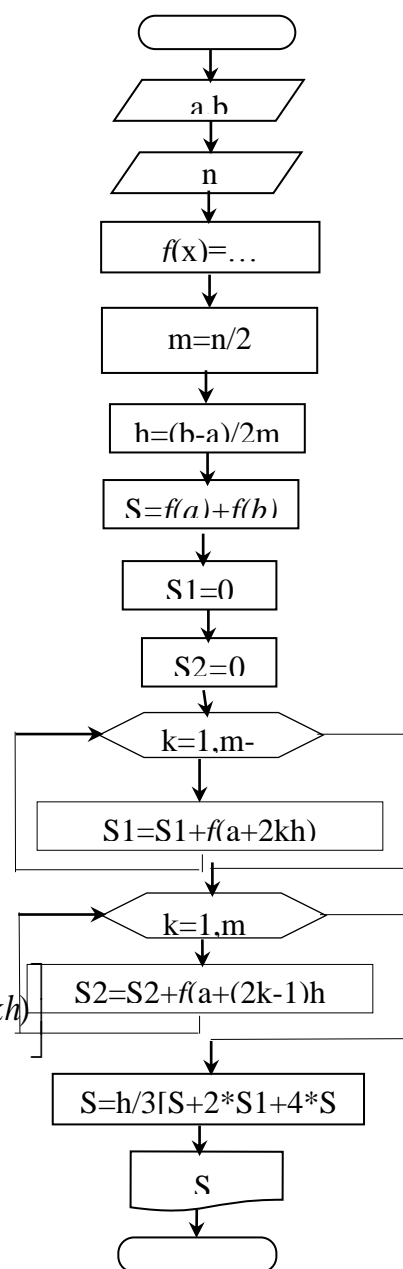 a,b
n
f(x)=…
m=n/2
h=(b-a)/2m
S=f(a)+f(b)
S1=0
S2=0
k=1,m-
S1=S1+f(a+2kh)
k=1,m
S2=S2+f(a+(2k-1)h
h)
S=h/3[S+2*S1+4*S
S